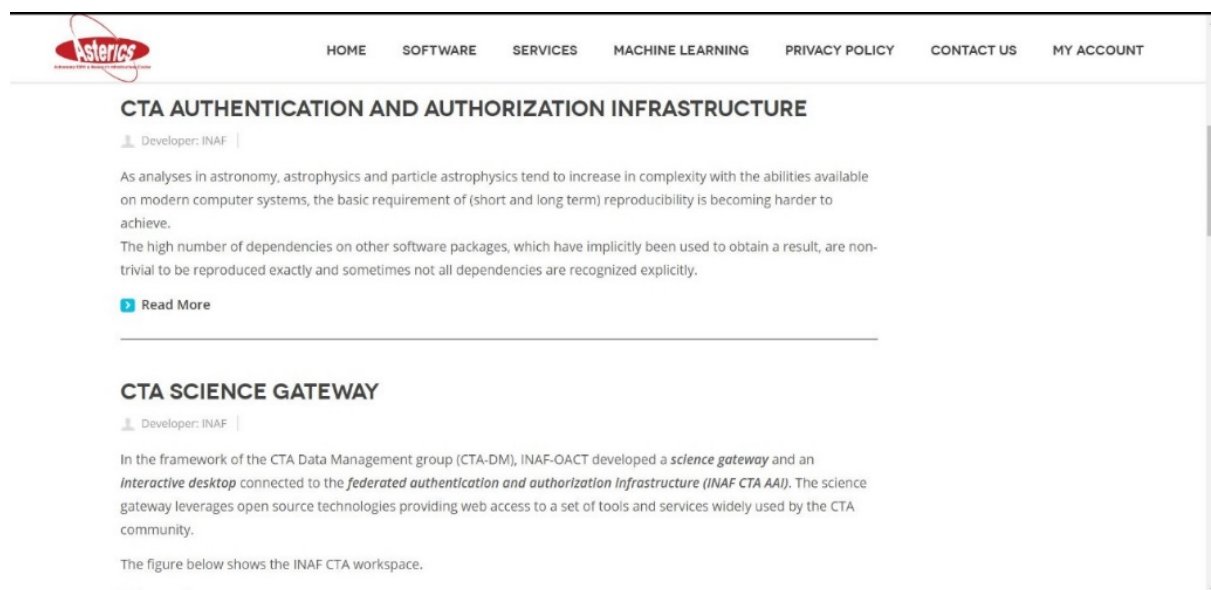 Asterics
HOME SOFTWARE SERVICES MACHINE LEARNING PRIVACY POLICY CONTACT US MY ACCOUNT
CTA AUTHENTICATION AND AUTHORIZATION INFRASTRUCTURE
Developer: INAF
As analyses in astronomy, astrophysics and particle astrophysics tend to increase in complexity with the abilities available
on modern computer systems, the basic requirement of (short and long term) reproducibility is becoming harder to
achieve.
The high number of dependencies on other software packages, which have implicitly been used to obtain a result, are non-
trivial to be reproduced exactly and sometimes not all dependencies are recognized explicitly.
Read More
CTA SCIENCE GATEWAY
Developer: INAF
In the framework of the CTA Data Management group (CTA-DM), INAF-OACT developed a science gateway and an
interactive desktop connected to the federated authentication and authorization infrastructure (INAF CTA AAI). The science
gateway leverages open source technologies providing web access to a set of tools and services widely used by the CTA
community.
The figure below shows the INAF CTA workspace.